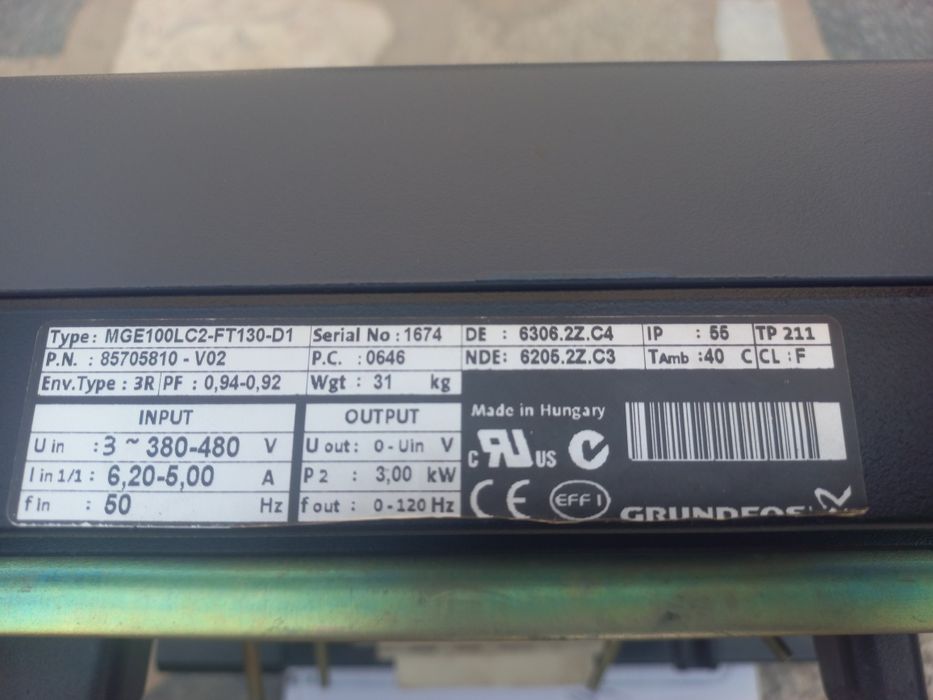 Type: MGE100LC2-FT130-D1 Serial No: 1674 DE : 6306.2Z.C4 IP : 55 TP 211
P.N. : 85705810 - V02 P.C. : 0646 NDE: 6205.2Z.C3 TAmb :40 C CL : F
Env.Type : 3R PF : 0,94-0,92 Wgt : 31 kg
INPUT
U in : 3 ~ 380-480 V
I in 1/1 : 6,20-5,00 A
f in : 50 Hz
OUTPUT
U out : 0 - Uin V
P 2 : 3,00 kW
f out : 0-120 Hz
Made in Hungary
c RU US
CE EFF 1
GRUNDFOS